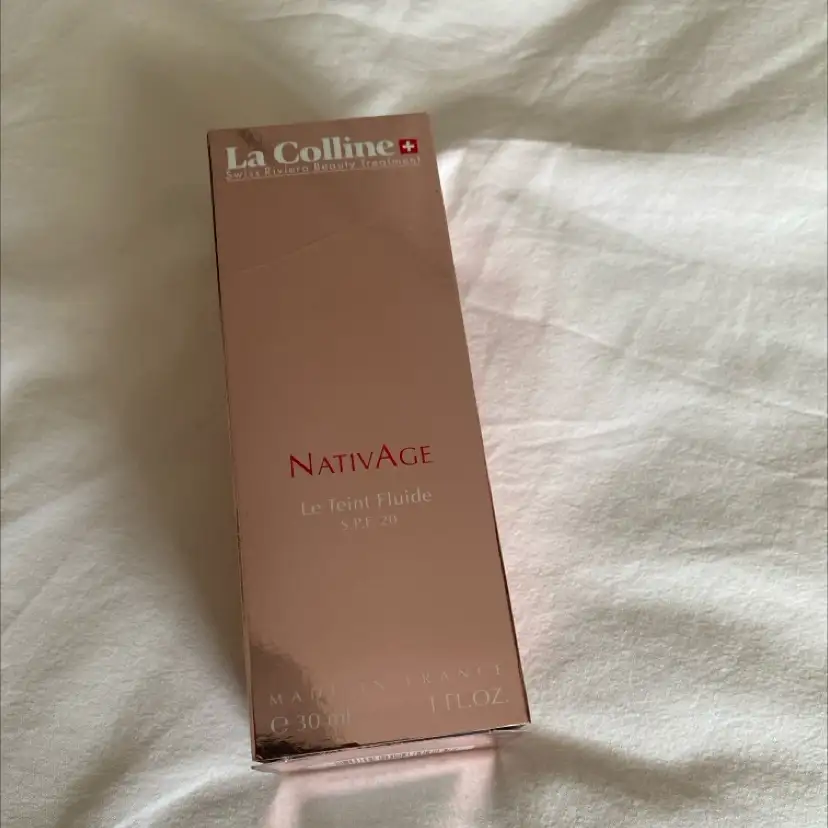 La Colline
Swiss Riviera Beauty Treatment
NATIVAGE
Le Teint Fluide
S.P.F. 20
MADE IN FRANCE
℮ 30 ml 1 FL.OZ.